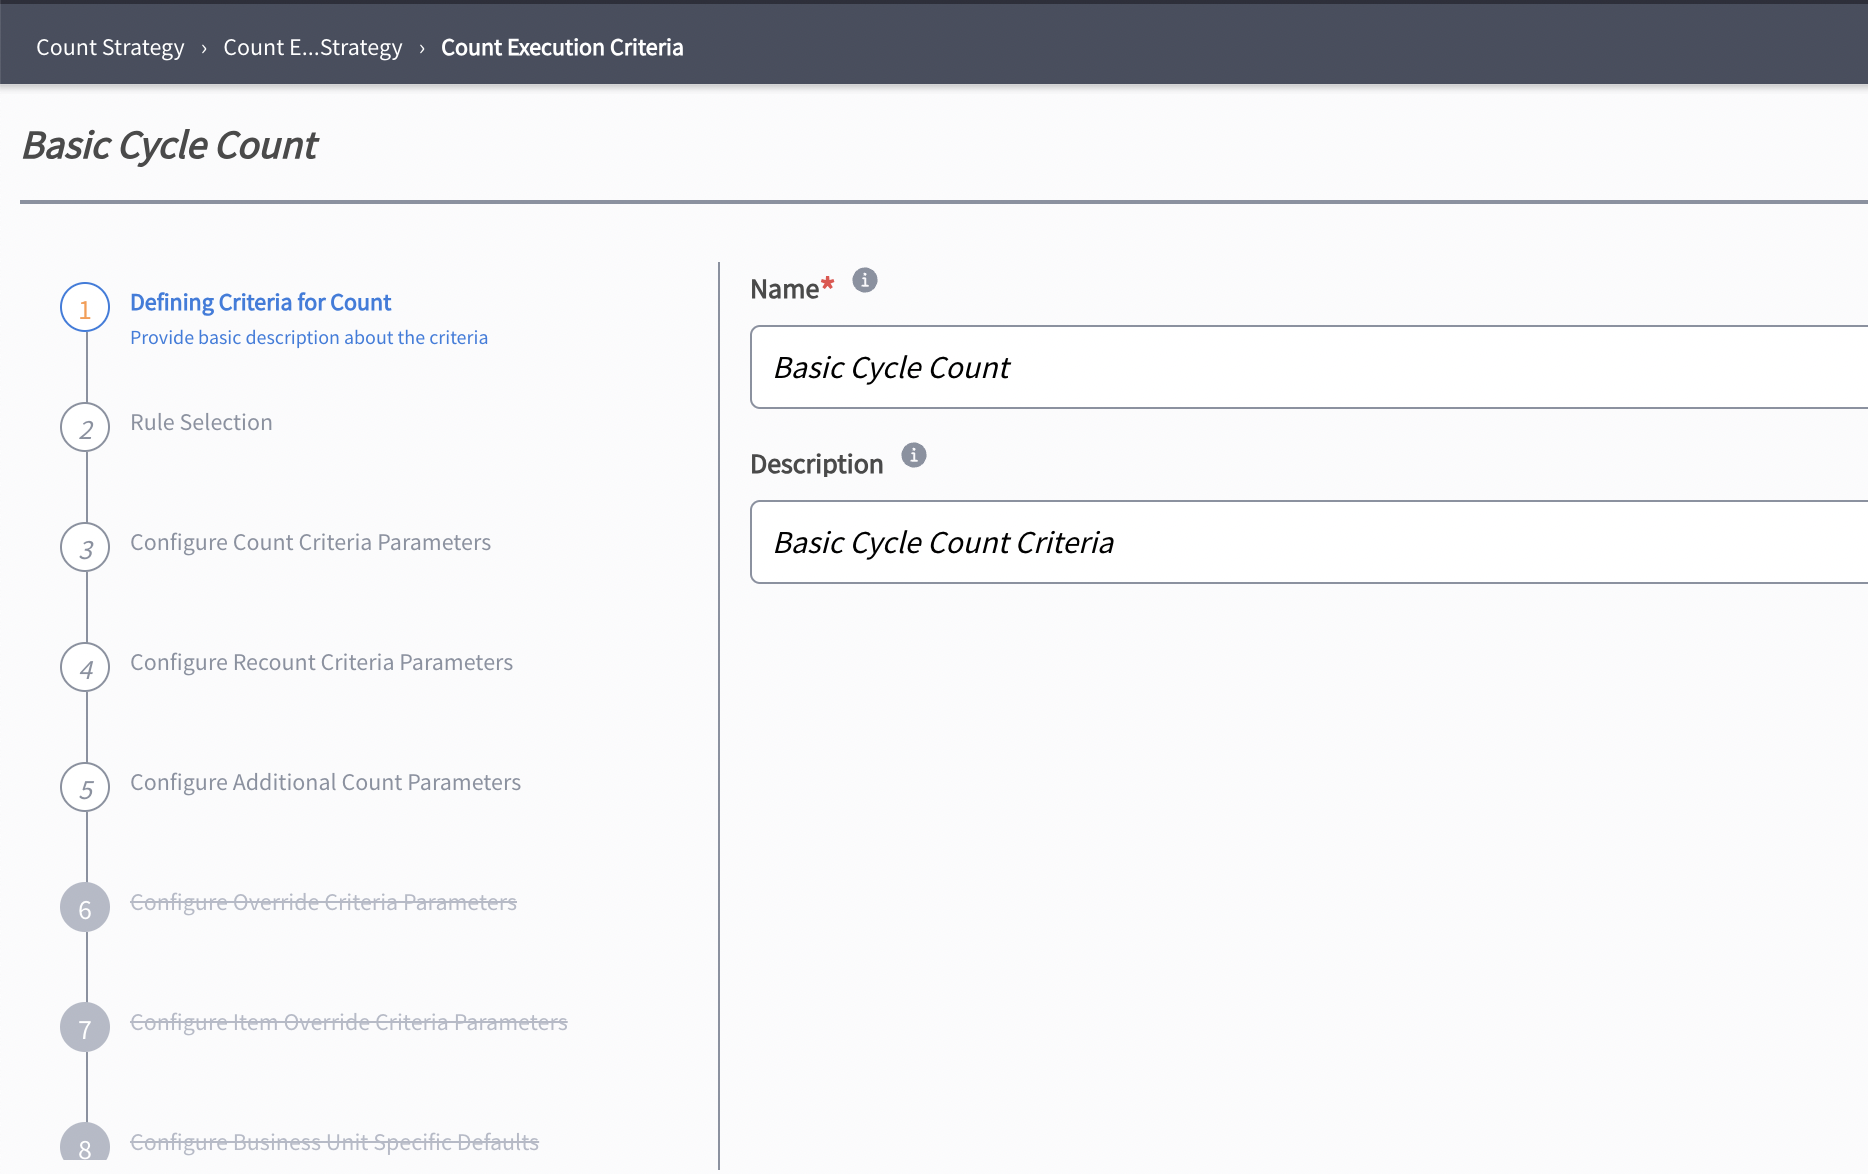 Count Strategy › Count E...Strategy › Count Execution Criteria
Basic Cycle Count
1 Defining Criteria for Count
Provide basic description about the criteria
2 Rule Selection
3 Configure Count Criteria Parameters
4 Configure Recount Criteria Parameters
5 Configure Additional Count Parameters
6 Configure Override Criteria Parameters
7 Configure Item Override Criteria Parameters
8 Configure Business Unit Specific Defaults
Name*
Basic Cycle Count
Description
Basic Cycle Count Criteria